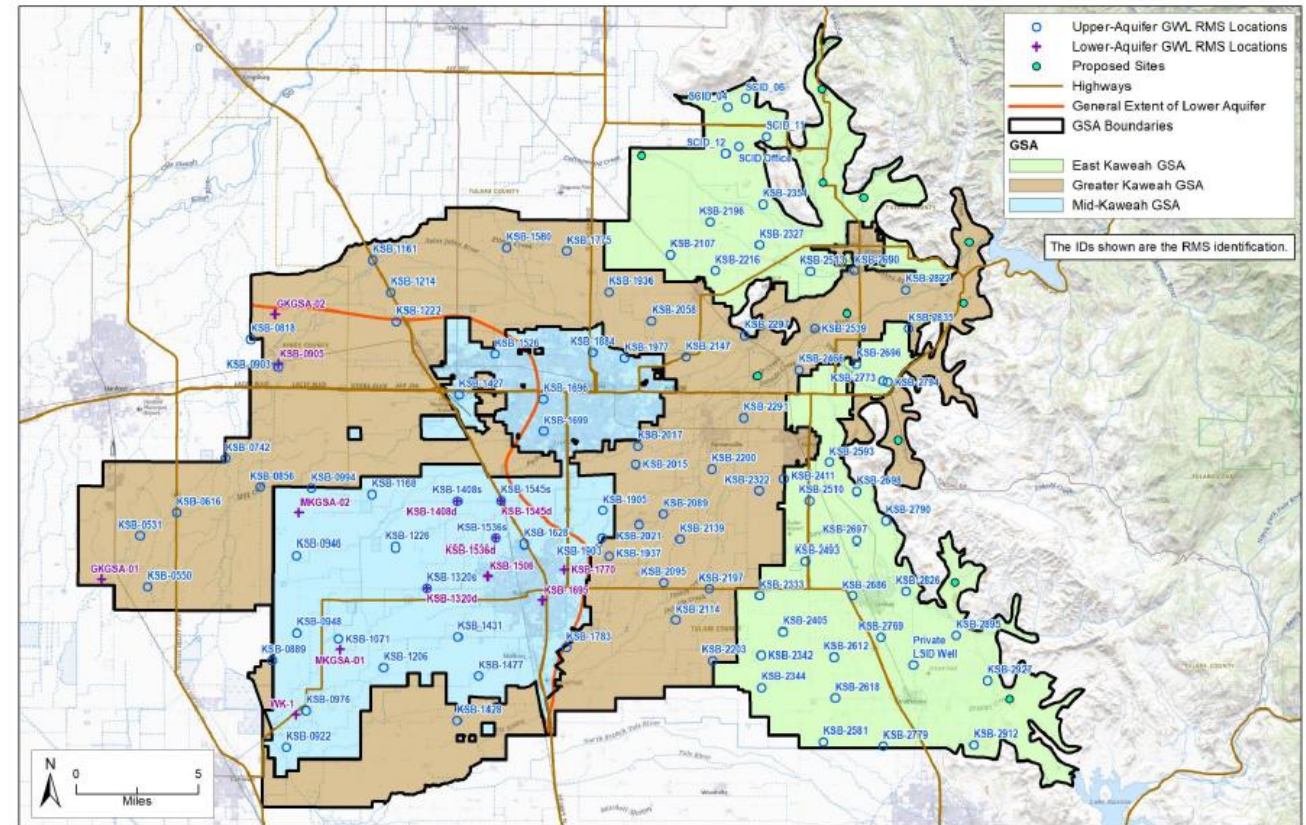 Upper-Aquifer GWL RMS Locations
Lower-Aquifer GWL RMS Locations
Proposed Sites
Highways
General Extent of Lower Aquifer
GSA Boundaries
GSA
East Kaweah GSA
Greater Kaweah GSA
Mid-Kaweah GSA
The IDs shown are the RMS identification.
SCID_04
SCID_06
SCID_11
SCID_12
SCID Office
KSB-2354
KSB-2196
KSB-2327
KSB-2107
KSB-2216
KSB-2690
KSB-2822
KSB-1580
KSB-1775
KSB-1161
KSB-1214
KSB-1936
KSB-1222
KSB-2058
GKGSA-02
KSB-0818
KSB-2539
KSB-2835
KSB-1526
KSB-1884
KSB-1977
KSB-2147
KSB-0903
KSB-0905
KSB-2466
KSB-2696
KSB-2773
KSB-2794
KSB-1427
KSB-1696
KSB-1699
KSB-2291
KSB-2017
KSB-0742
KSB-2015
KSB-2200
KSB-2593
KSB-0856
KSB-0994
KSB-1168
KSB-2322
KSB-2411
KSB-2510
KSB-0616
MKGSA-02
KSB-1408s
KSB-1408d
KSB-1545s
KSB-1545d
KSB-1905
KSB-2089
KSB-2790
KSB-0531
KSB-1536s
KSB-1536d
KSB-1628
KSB-2021
KSB-2139
KSB-2697
KSB-0946
KSB-1226
KSB-1903
KSB-1937
KSB-2493
GKGSA-01
KSB-0550
KSB-1320s
KSB-1320d
KSB-1506
KSB-1770
KSB-1695
KSB-2095
KSB-2197
KSB-2333
KSB-2686
KSB-2826
KSB-2114
TULARE COUNTY
KSB-0948
KSB-1071
KSB-1431
KSB-1783
KSB-2405
KSB-2769
KSB-2895
KSB-0889
MKGSA-01
KSB-1206
KSB-1477
KSB-2203
KSB-2342
KSB-2612
Private
LSID Well
KSB-2927
KSB-2344
KSB-2618
WK-1
KSB-0976
KSB-1428
KSB-0922
KSB-2581
KSB-2779
KSB-2912
N
0 5
Miles